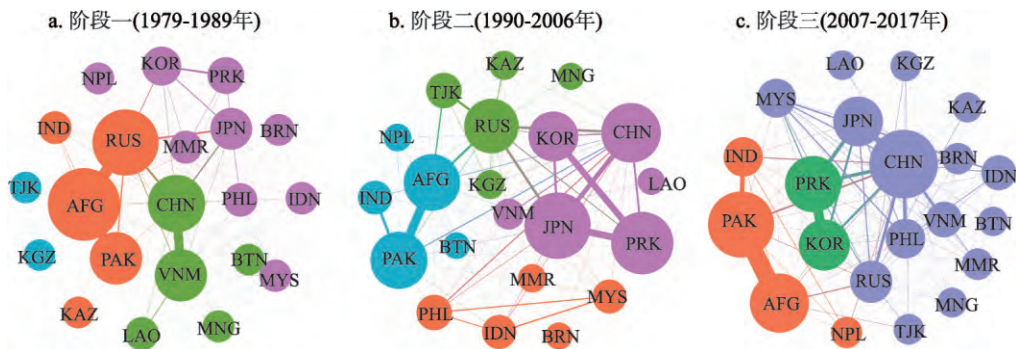 a. 阶段一(1979-1989年)
KOR
NPL
PRK
IND
RUS
JPN
BRN
MMR
TJK
AFG
CHN
PHL
IDN
KGZ
PAK
VNM
BTN
MYS
KAZ
LAO
MNG
b. 阶段二(1990-2006年)
KAZ
MNG
TJK
NPL
RUS
KOR
CHN
AFG
KGZ
LAO
IND
VNM
BTN
JPN
PRK
PAK
MMR
PHL
MYS
IDN
BRN
c. 阶段三(2007-2017年)
LAO
KGZ
MYS
KAZ
JPN
IND
CHN
BRN
IDN
PRK
PAK
VNM
BTN
KOR
PHL
MMR
RUS
AFG
MNG
NPL
TJK